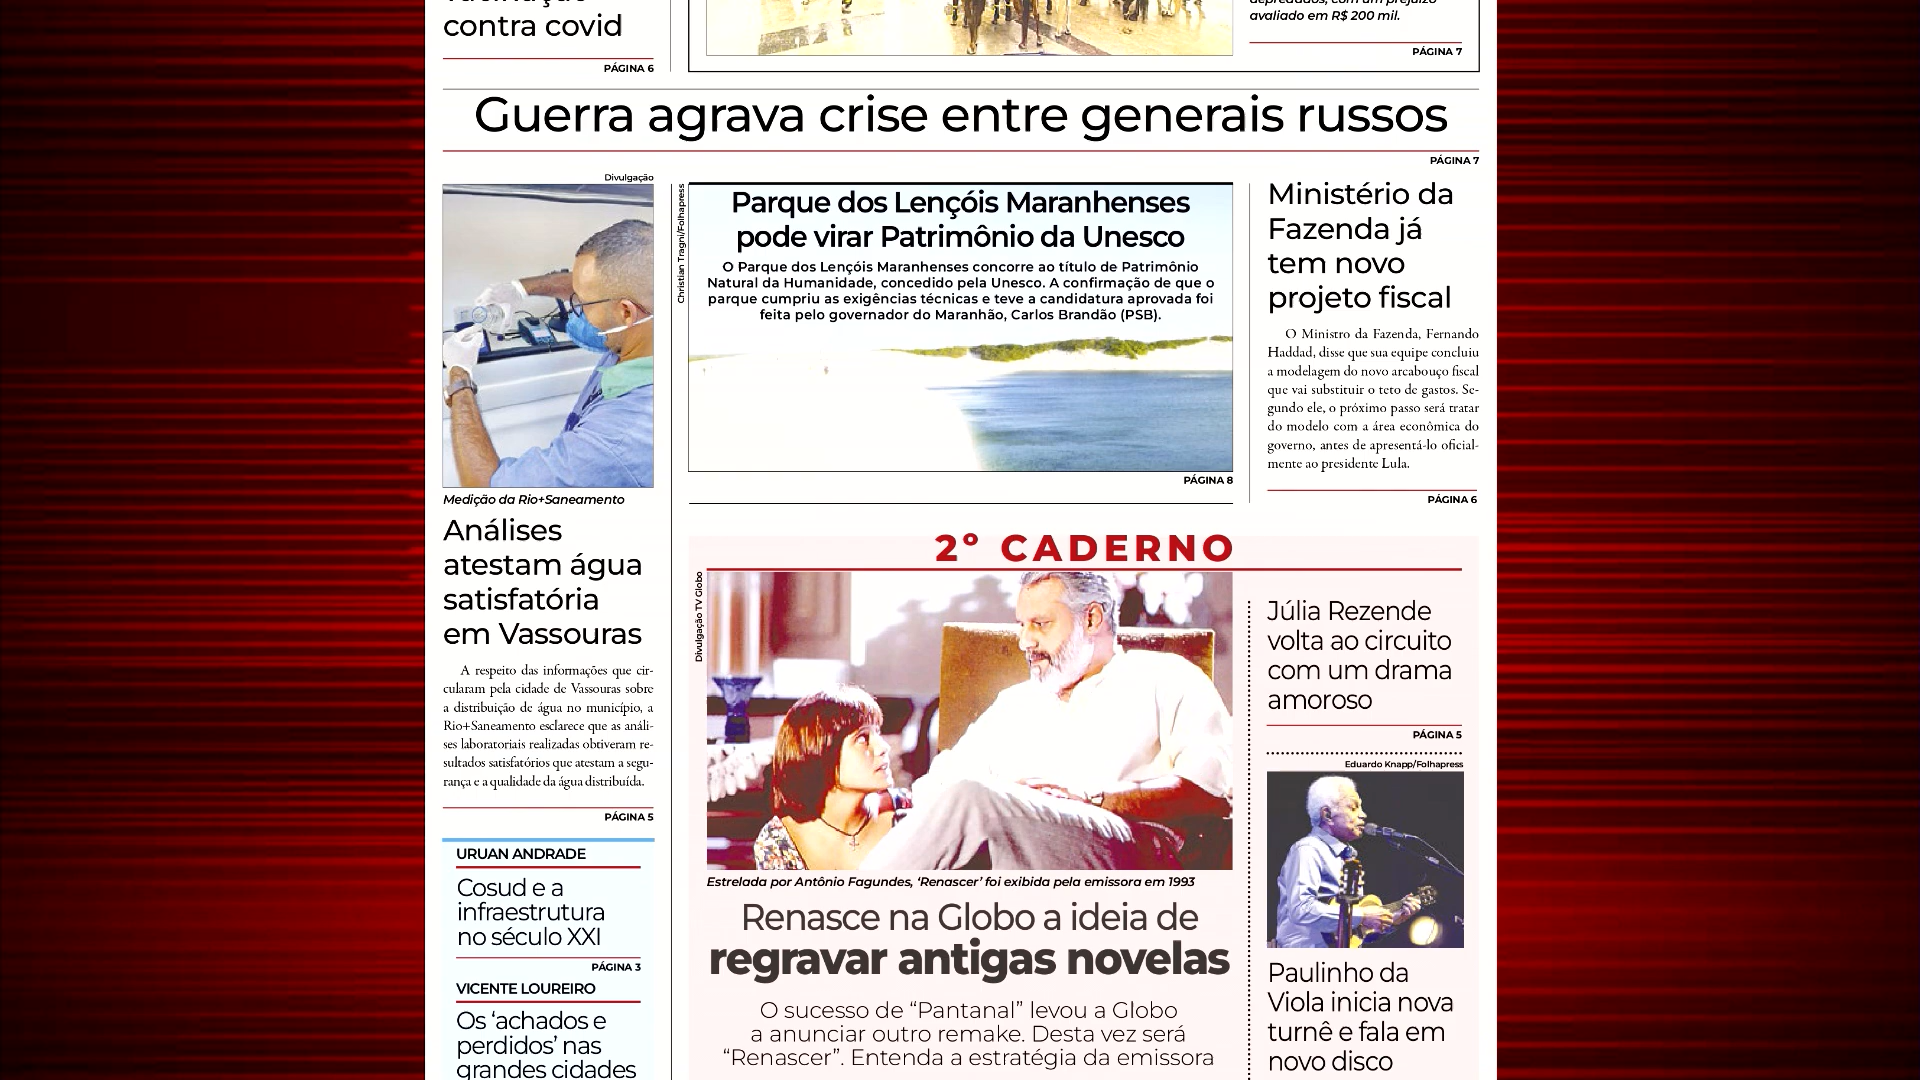 contra covid
PÁGINA 6
avaliado em R$ 200 mil.
PÁGINA 7
Guerra agrava crise entre generais russos
PÁGINA 7
Divulgação
Medição da Rio+Saneamento
Análises
atestam água
satisfatória
em Vassouras
A respeito das informações que cir-
cularam pela cidade de Vassouras sobre
a distribuição de água no município, a
Rio+Saneamento esclarece que as análi-
ses laboratoriais realizadas obtiveram re-
sultados satisfatórios que atestam a segu-
rança e a qualidade da água distribuída.
PÁGINA 5
URUAN ANDRADE
Cosud e a
infraestrutura
no século XXI
PÁGINA 3
VICENTE LOUREIRO
Os ‘achados e
perdidos’ nas
grandes cidades
Christian Tragni/Folhapress
Parque dos Lençóis Maranhenses
pode virar Patrimônio da Unesco
O Parque dos Lençóis Maranhenses concorre ao título de Patrimônio
Natural da Humanidade, concedido pela Unesco. A confirmação de que o
parque cumpriu as exigências técnicas e teve a candidatura aprovada foi
feita pelo governador do Maranhão, Carlos Brandão (PSB).
PÁGINA 8
Ministério da
Fazenda já
tem novo
projeto fiscal
O Ministro da Fazenda, Fernando
Haddad, disse que sua equipe concluiu
a modelagem do novo arcabouço fiscal
que vai substituir o teto de gastos. Se-
gundo ele, o próximo passo será tratar
do modelo com a área econômica do
governo, antes de apresentá-lo oficial-
mente ao presidente Lula.
PÁGINA 6
2º CADERNO
Divulgação TV Globo
Estrelada por Antônio Fagundes, ‘Renascer’ foi exibida pela emissora em 1993
Renasce na Globo a ideia de
regravar antigas novelas
O sucesso de “Pantanal” levou a Globo
a anunciar outro remake. Desta vez será
“Renascer”. Entenda a estratégia da emissora
Júlia Rezende
volta ao circuito
com um drama
amoroso
PÁGINA 5
Eduardo Knapp/Folhapress
Paulinho da
Viola inicia nova
turnê e fala em
novo disco